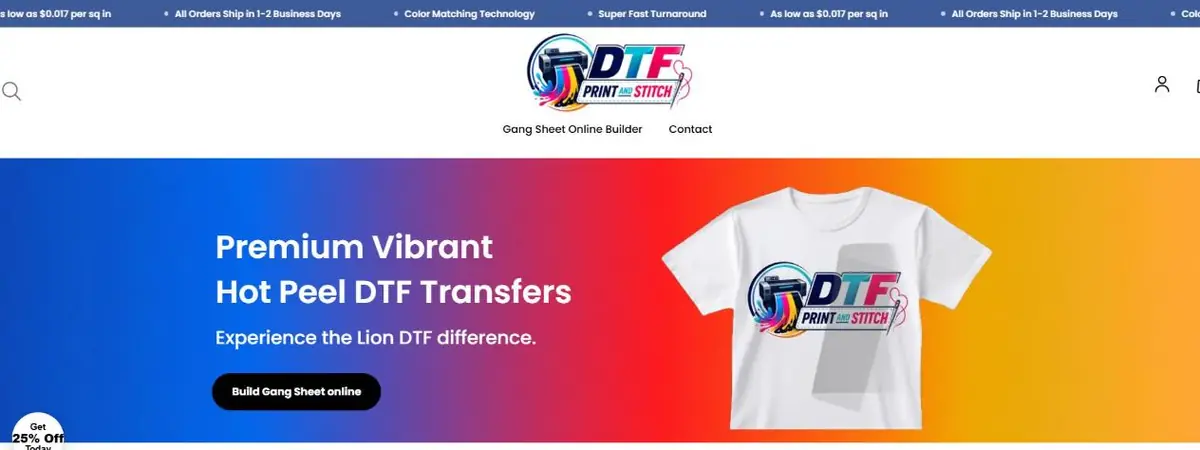 s low as $0.017 per sq in • All Orders Ship in 1-2 Business Days • Color Matching Technology • Super Fast Turnaround • As low as $0.017 per sq in • All Orders Ship in 1-2 Business Days • Colo
DTF
PRINT AND STITCH
Gang Sheet Online Builder Contact
Premium Vibrant
Hot Peel DTF Transfers
Experience the Lion DTF difference.
Build Gang Sheet online
DTF
PRINT AND STITCH
Get
25% Off
Today